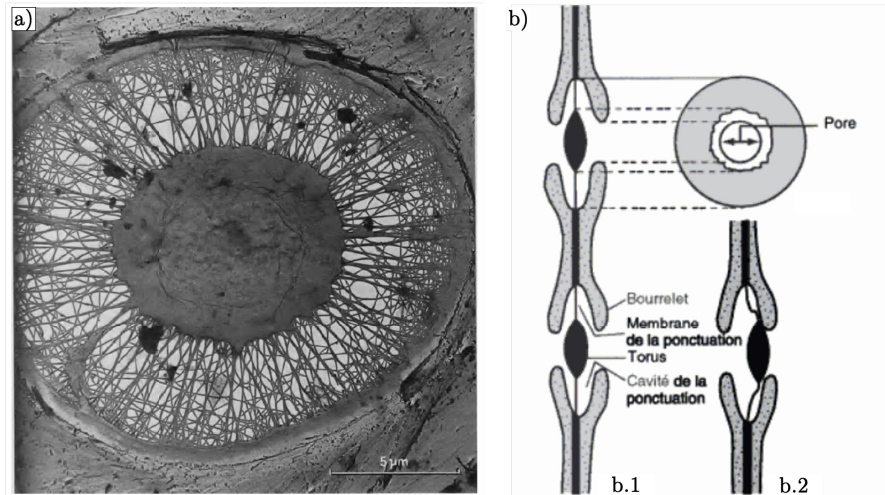 a)
b)
Pore
Bourrelet
Membrane
de la ponctuation
Torus
Cavité de la
ponctuation
5 µm
b.1
b.2